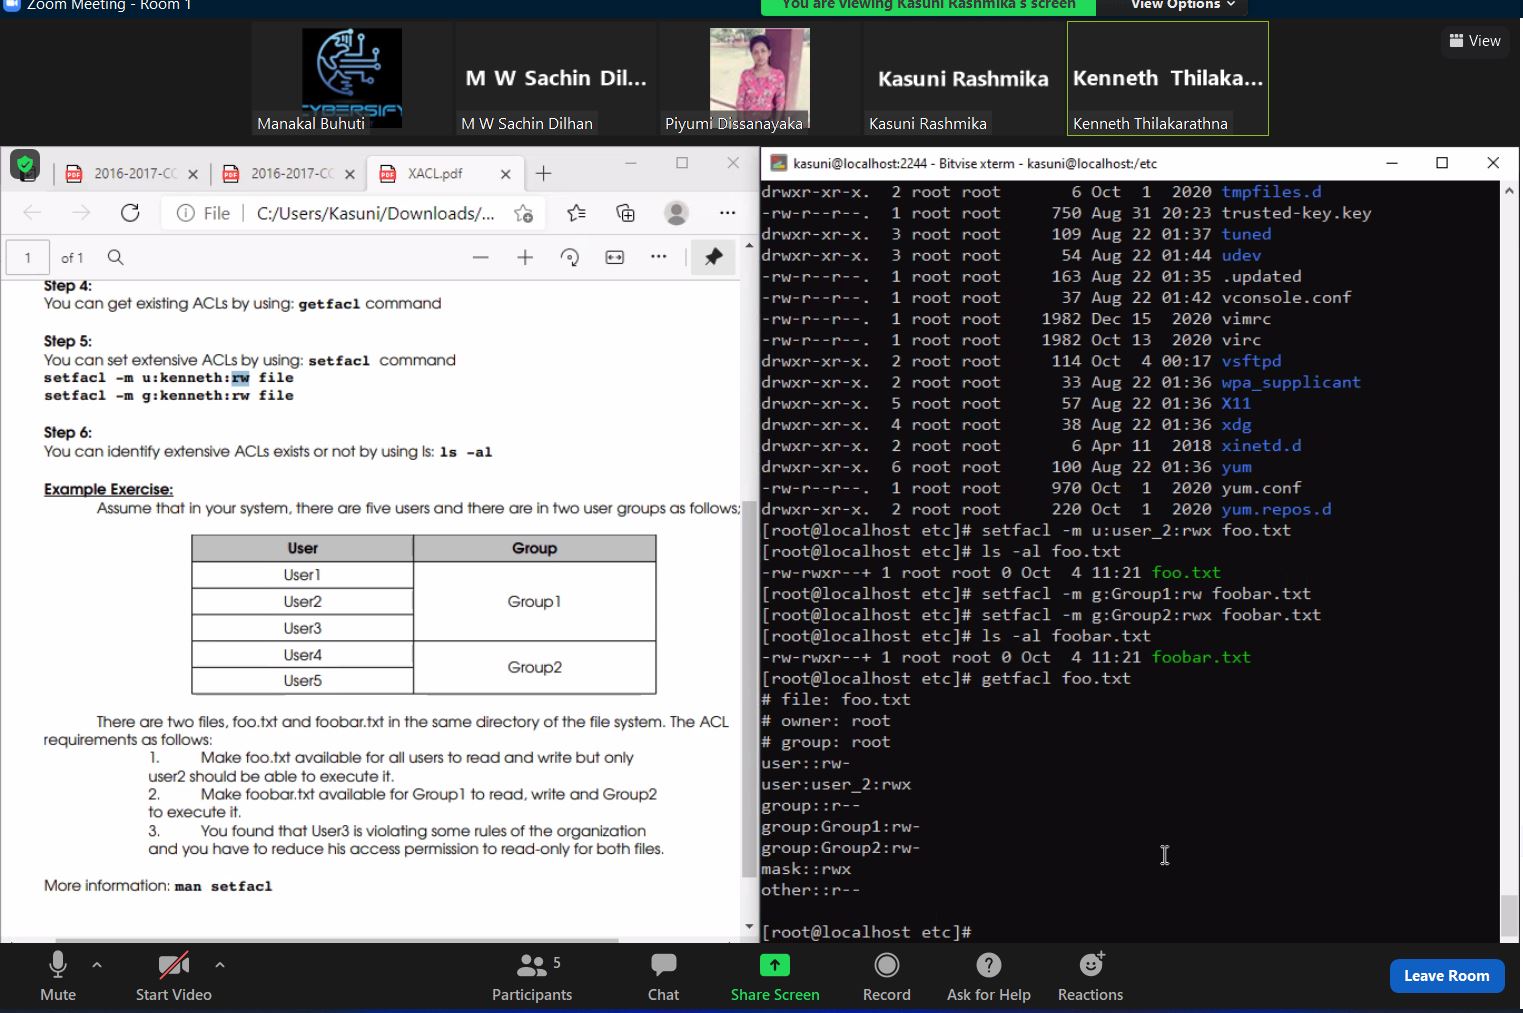 Zoom Meeting - Room 1
You are viewing Kasuni Rashmika's screen
View Options
View
CYBERSIFY
M W Sachin Dil...
Kasuni Rashmika
Kenneth Thilaka...
Manakal Buhuti
M W Sachin Dilhan
Piyumi Dissanayaka
Kasuni Rashmika
Kenneth Thilakarathna
2016-2017-CC
2016-2017-CC
XACL.pdf
File
C:/Users/Kasuni/Downloads/...
1 of 1
Step 4:
You can get existing ACLs by using: getfacl command
Step 5:
You can set extensive ACLs by using: setfacl command
setfacl -m u:kenneth:rw file
setfacl -m g:kenneth:rw file
Step 6:
You can identify extensive ACLs exists or not by using ls: ls -al
Example Exercise:
Assume that in your system, there are five users and there are in two user groups as follows;
User Group
User1
User2 Group1
User3
User4
Group2
User5
There are two files, foo.txt and foobar.txt in the same directory of the file system. The ACL
requirements as follows:
1. Make foo.txt available for all users to read and write but only
user2 should be able to execute it.
2. Make foobar.txt available for Group1 to read, write and Group2
to execute it.
3. You found that User3 is violating some rules of the organization
and you have to reduce his access permission to read-only for both files.
More information: man setfacl
kasuni@localhost:2244 - Bitvise xterm - kasuni@localhost:/etc
drwxr-xr-x. 2 root root 6 Oct 1 2020 tmpfiles.d
-rw-r--r--. 1 root root 750 Aug 31 20:23 trusted-key.key
drwxr-xr-x. 3 root root 109 Aug 22 01:37 tuned
drwxr-xr-x. 3 root root 54 Aug 22 01:44 udev
-rw-r--r--. 1 root root 163 Aug 22 01:35 .updated
-rw-r--r--. 1 root root 37 Aug 22 01:42 vconsole.conf
-rw-r--r--. 1 root root 1982 Dec 15 2020 vimrc
-rw-r--r--. 1 root root 1982 Oct 13 2020 virc
drwxr-xr-x. 2 root root 114 Oct 4 00:17 vsftpd
drwxr-xr-x. 2 root root 33 Aug 22 01:36 wpa_supplicant
drwxr-xr-x. 5 root root 57 Aug 22 01:36 X11
drwxr-xr-x. 4 root root 38 Aug 22 01:36 xdg
drwxr-xr-x. 2 root root 6 Apr 11 2018 xinetd.d
drwxr-xr-x. 6 root root 100 Aug 22 01:36 yum
-rw-r--r--. 1 root root 970 Oct 1 2020 yum.conf
drwxr-xr-x. 2 root root 220 Oct 1 2020 yum.repos.d
[root@localhost etc]# setfacl -m u:user_2:rwx foo.txt
[root@localhost etc]# ls -al foo.txt
-rw-rwxr--+ 1 root root 0 Oct 4 11:21 foo.txt
[root@localhost etc]# setfacl -m g:Group1:rw foobar.txt
[root@localhost etc]# setfacl -m g:Group2:rwx foobar.txt
[root@localhost etc]# ls -al foobar.txt
-rw-rwxr--+ 1 root root 0 Oct 4 11:21 foobar.txt
[root@localhost etc]# getfacl foo.txt
# file: foo.txt
# owner: root
# group: root
user::rw-
user:user_2:rwx
group::r--
group:Group1:rw-
group:Group2:rw-
mask::rwx
other::r--
[root@localhost etc]#
Mute
Start Video
5
Participants
Chat
Share Screen
Record
Ask for Help
Reactions
Leave Room